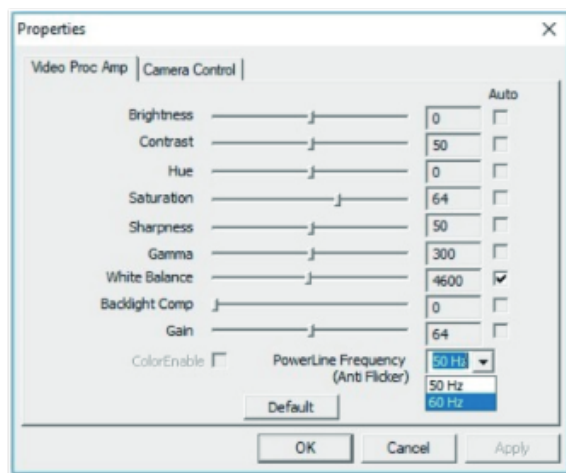 Properties
Video Proc Amp Camera Control
Auto
Brightness 0
Contrast 50
Hue 0
Saturation 64
Sharpness 50
Gamma 300
White Balance 4600
Backlight Comp 0
Gain 64
ColorEnable PowerLine Frequency 50 Hz
(Anti Flicker)
50 Hz
60 Hz
Default
OK Cancel Apply